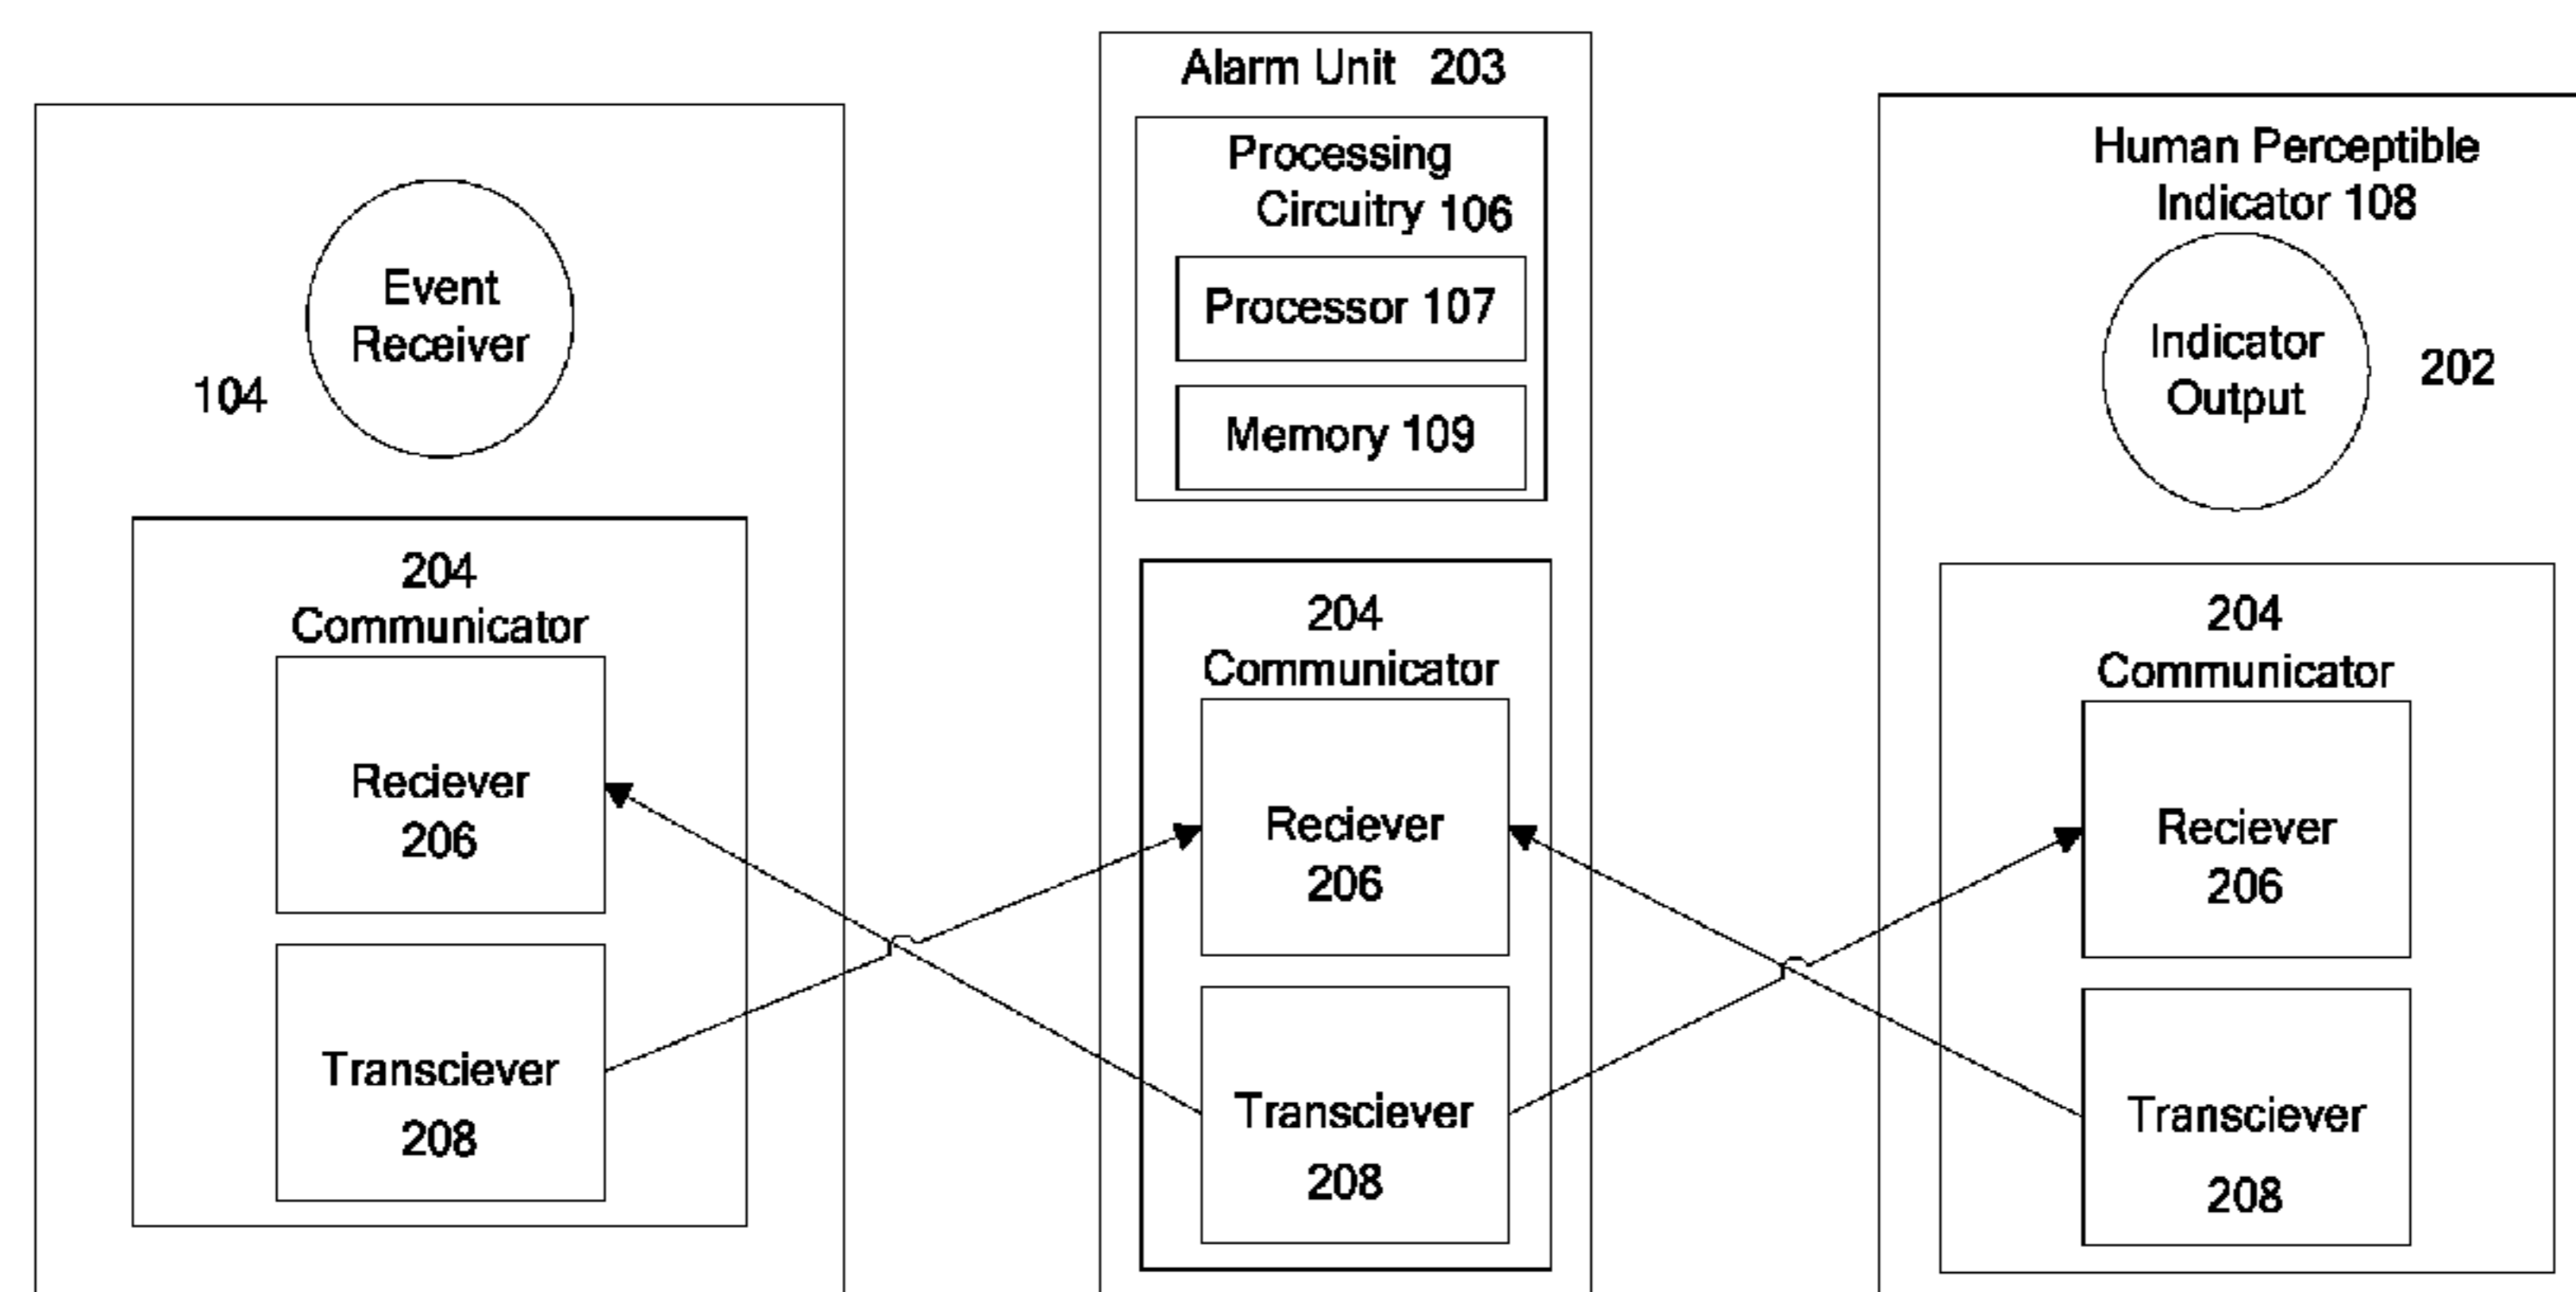 Event
Receiver
104
204
Communicator
Reciever
206
Transciever
208
Alarm Unit 203
Processing
Circuitry 106
Processor 107
Memory 109
204
Communicator
Reciever
206
Transciever
208
Human Perceptible
Indicator 108
Indicator
Output
202
204
Communicator
Reciever
206
Transciever
208